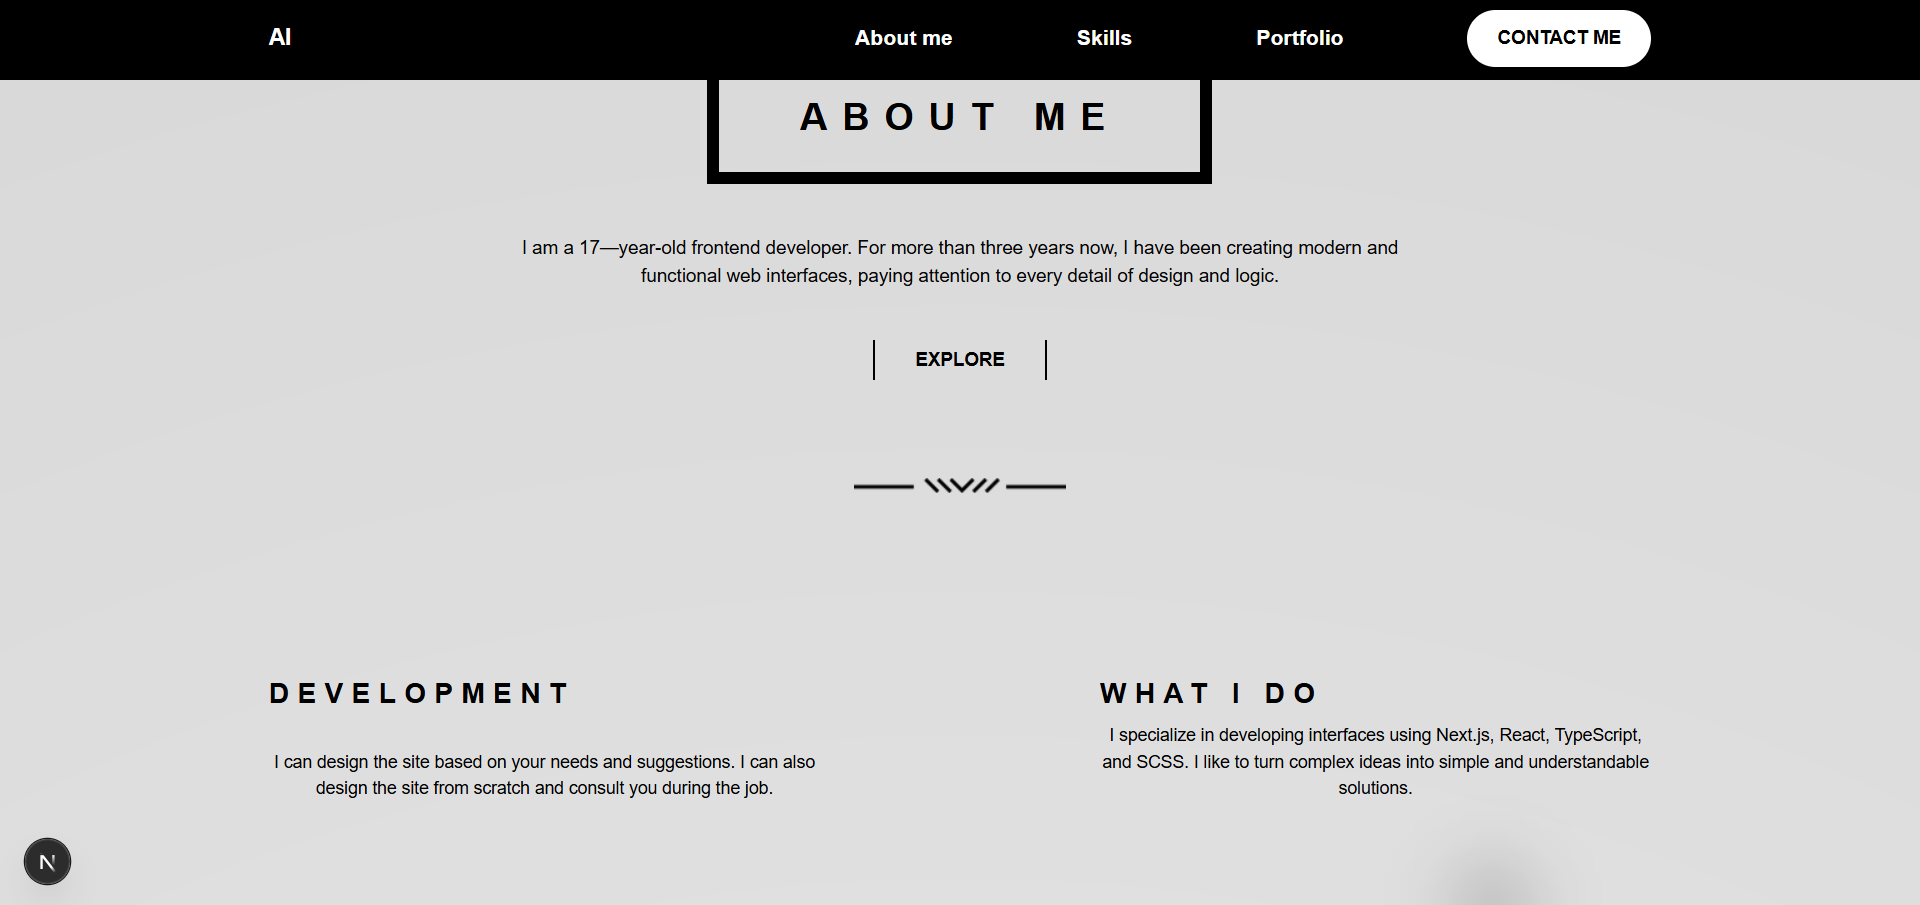 AI
About me
Skills
Portfolio
CONTACT ME
ABOUT ME
I am a 17—year-old frontend developer. For more than three years now, I have been creating modern and
functional web interfaces, paying attention to every detail of design and logic.
EXPLORE
DEVELOPMENT
I can design the site based on your needs and suggestions. I can also
design the site from scratch and consult you during the job.
WHAT I DO
I specialize in developing interfaces using Next.js, React, TypeScript,
and SCSS. I like to turn complex ideas into simple and understandable
solutions.
N